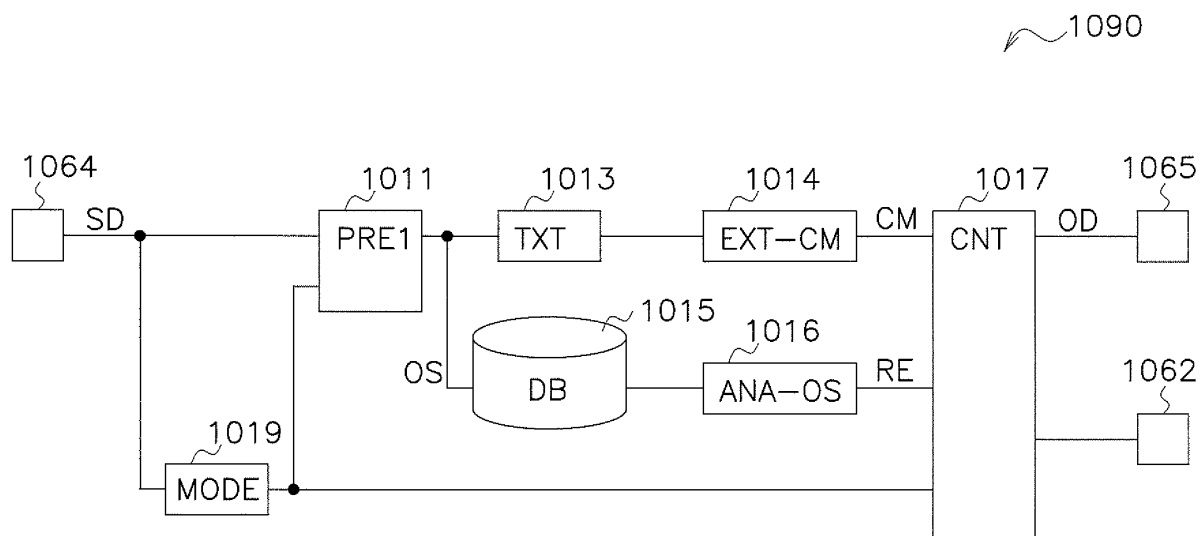 1090
1064
1011
1013
1014
1017
1065
SD
PRE1
TXT
EXT-CM
CM
CNT
OD
1015
1016
OS
DB
ANA-OS
RE
1062
1019
MODE